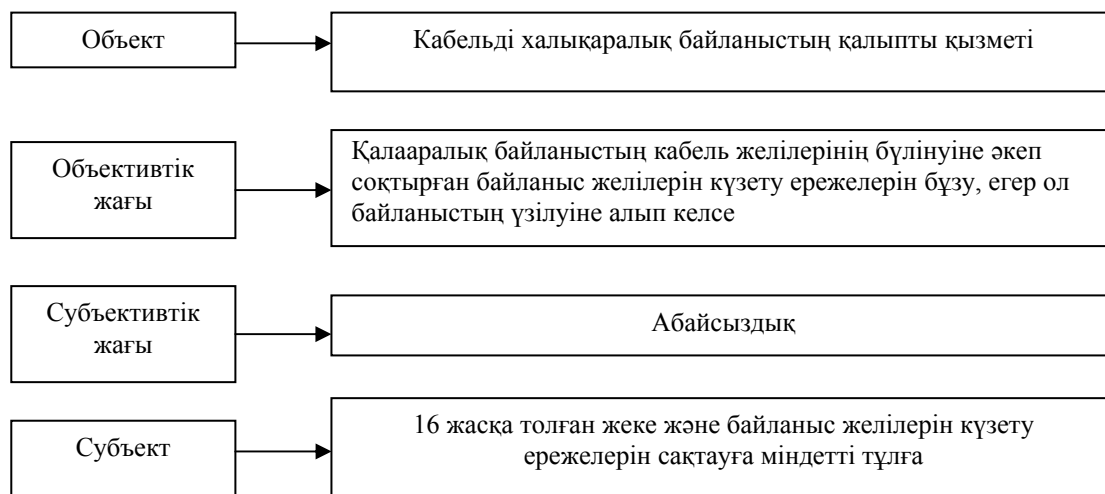 Объект
Кабельді халықаралық байланыстың қалыпты қызметі
Объективтік
жағы
Қалааралық байланыстың кабель желілерінің бүлінуіне әкеп
соқтырған байланыс желілерін күзету ережелерін бұзу, егер ол
байланыстың үзілуіне алып келсе
Субъективтік
жағы
Абайсыздық
Субъект
16 жасқа толған жеке және байланыс желілерін күзету
ережелерін сақтауға міндетті тұлға